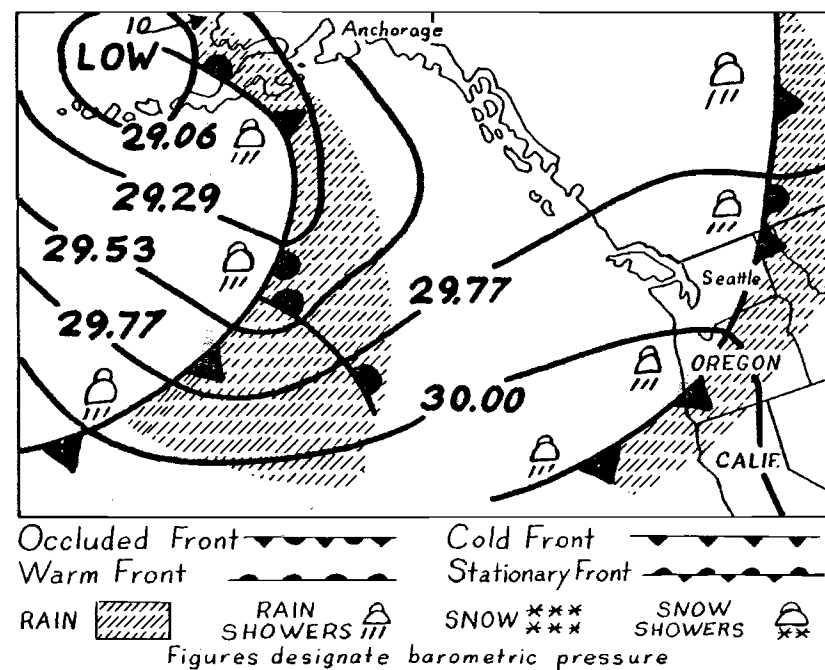 10
Anchorage
LOW
29.06
29.29
29.53
29.77
29.77
Seattle
OREGON
30.00
CALIF.
Occluded Front
Cold Front
Warm Front
Stationary Front
RAIN
RAIN SHOWERS
SNOW
SNOW SHOWERS
Figures designate barometric pressure